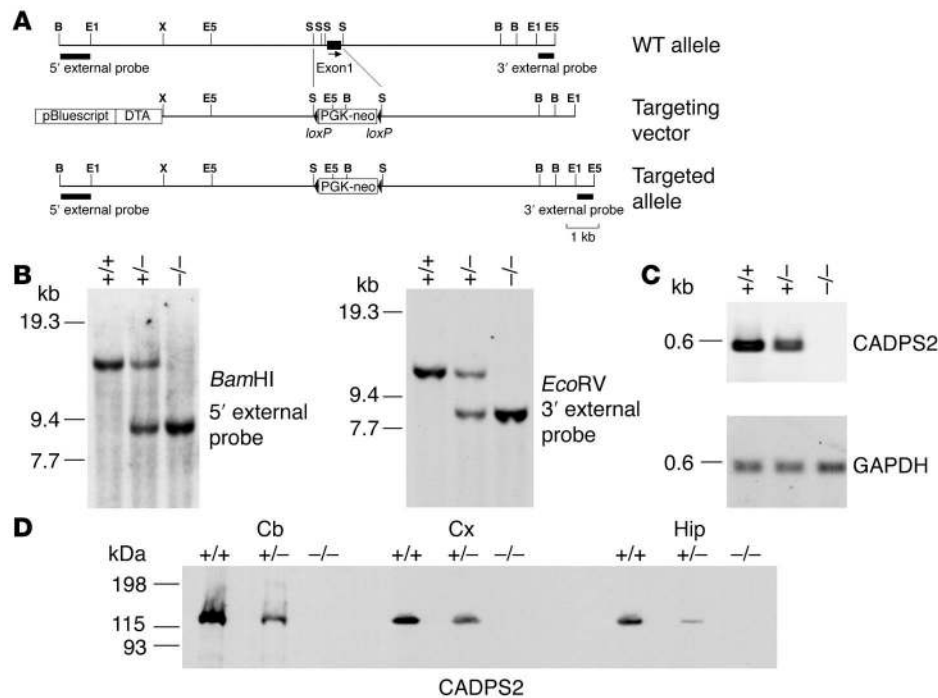 A
B E1 X E5 S SS S B B E1 E5
WT allele
5′ external probe
Exon1
3′ external probe
X E5 S E5 B S B B E1
pBluescript DTA PGK-neo
Targeting
vector
loxP loxP
B E1 X E5 S E5 B S B B E1 E5
Targeted
allele
PGK-neo
5′ external probe
3′ external probe
1 kb
B
+/+ +/– –/–
kb
19.3
9.4
7.7
BamHI
5′ external
probe
+/+ +/– –/–
kb
19.3
9.4
7.7
EcoRV
3′ external
probe
C
+/+ +/– –/–
kb
0.6
CADPS2
0.6
GAPDH
D
Cb Cx Hip
kDa +/+ +/– –/– +/+ +/– –/– +/+ +/– –/–
198
115
93
CADPS2